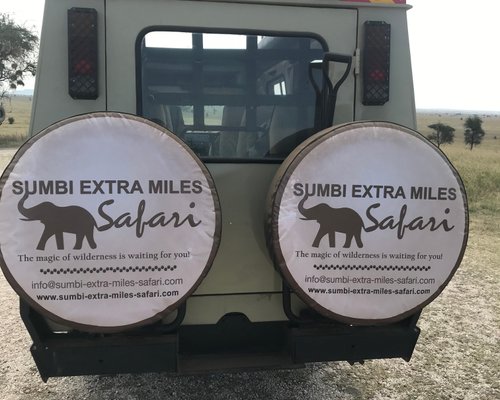 SUMBI EXTRA MILES
Safari
The magic of wilderness is waiting for you!
info@sumbi-extra-miles-safari.com
www.sumbi-extra-miles-safari.com
SUMBI EXTRA MILES
Safari
The magic of wilderness is waiting for you!
info@sumbi-extra-miles-safari.com
www.sumbi-extra-miles-safari.com